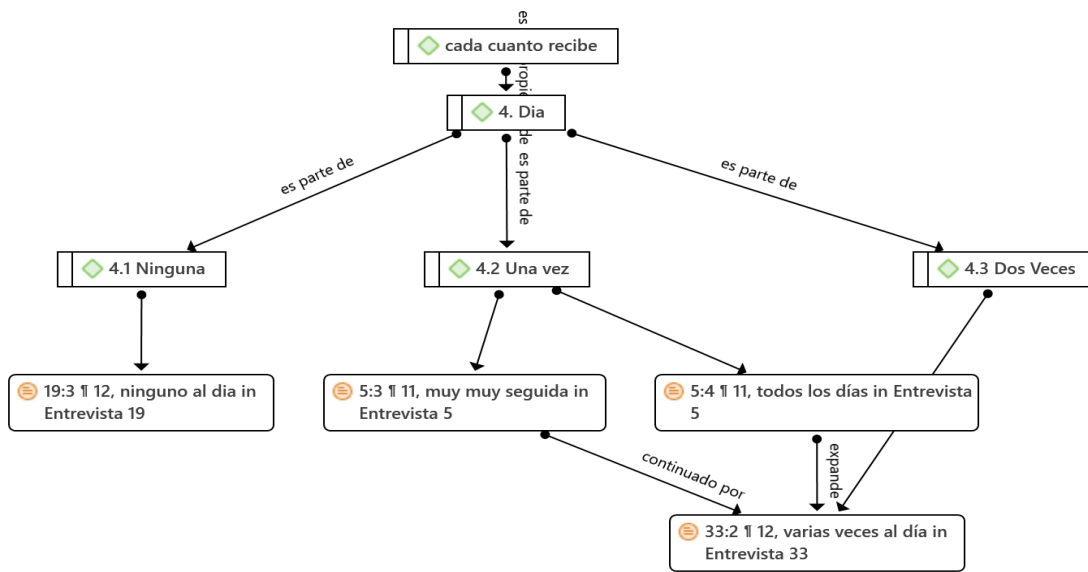 es
cada cuanto recibe
de
4. Dia
es parte de
es parte de
es parte de
4.1 Ninguna
4.2 Una vez
4.3 Dos Veces
19:3 ¶ 12, ninguno al dia in
Entrevista 19
5:3 ¶ 11, muy muy seguida in
Entrevista 5
5:4 ¶ 11, todos los días in Entrevista
5
continuado por
expande
33:2 ¶ 12, varias veces al día in
Entrevista 33